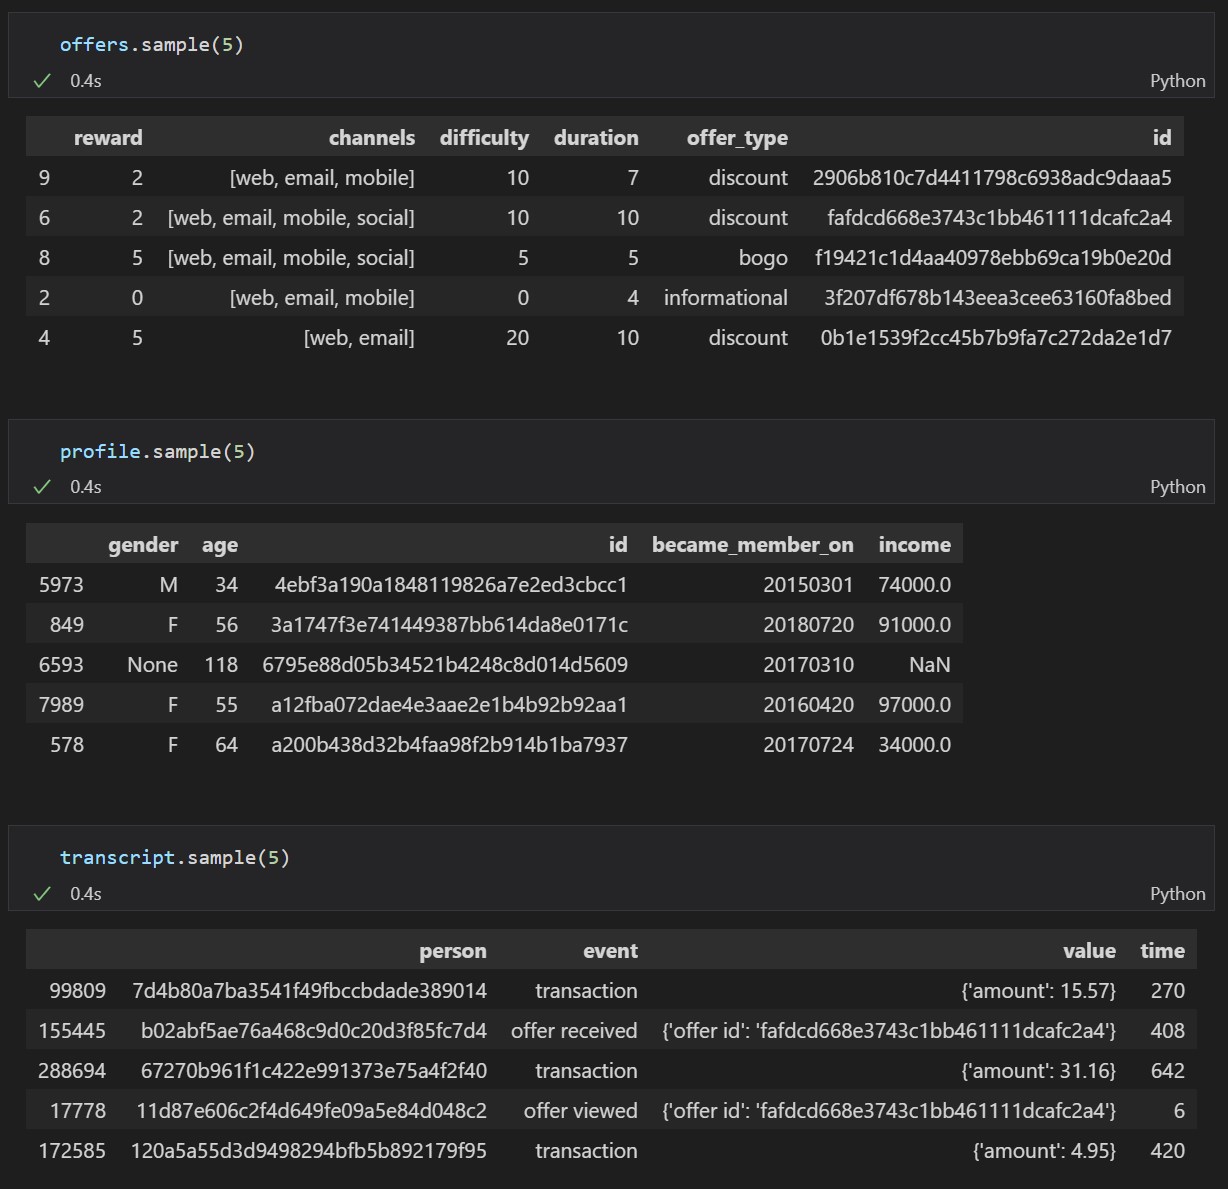 offers.sample(5)
0.4s Python
reward channels difficulty duration offer_type id
9 2 [web, email, mobile] 10 7 discount 2906b810c7d4411798c6938adc9daaa5
6 2 [web, email, mobile, social] 10 10 discount fafdcd668e3743c1bb461111dcafc2a4
8 5 [web, email, mobile, social] 5 5 bogo f19421c1d4aa40978ebb69ca19b0e20d
2 0 [web, email, mobile] 0 4 informational 3f207df678b143eea3cee63160fa8bed
4 5 [web, email] 20 10 discount 0b1e1539f2cc45b7b9fa7c272da2e1d7
profile.sample(5)
0.4s Python
gender age id became_member_on income
5973 M 34 4ebf3a190a1848119826a7e2ed3cbcc1 20150301 74000.0
849 F 56 3a1747f3e741449387bb614da8e0171c 20180720 91000.0
6593 None 118 6795e88d05b34521b4248c8d014d5609 20170310 NaN
7989 F 55 a12fba072dae4e3aae2e1b4b92b92aa1 20160420 97000.0
578 F 64 a200b438d32b4faa98f2b914b1ba7937 20170724 34000.0
transcript.sample(5)
0.4s Python
person event value time
99809 7d4b80a7ba3541f49fbccbdade389014 transaction {'amount': 15.57} 270
155445 b02abf5ae76a468c9d0c20d3f85fc7d4 offer received {'offer id': 'fafdcd668e3743c1bb461111dcafc2a4'} 408
288694 67270b961f1c422e991373e75a4f2f40 transaction {'amount': 31.16} 642
17778 11d87e606c2f4d649fe09a5e84d048c2 offer viewed {'offer id': 'fafdcd668e3743c1bb461111dcafc2a4'} 6
172585 120a5a55d3d9498294bfb5b892179f95 transaction {'amount': 4.95} 420